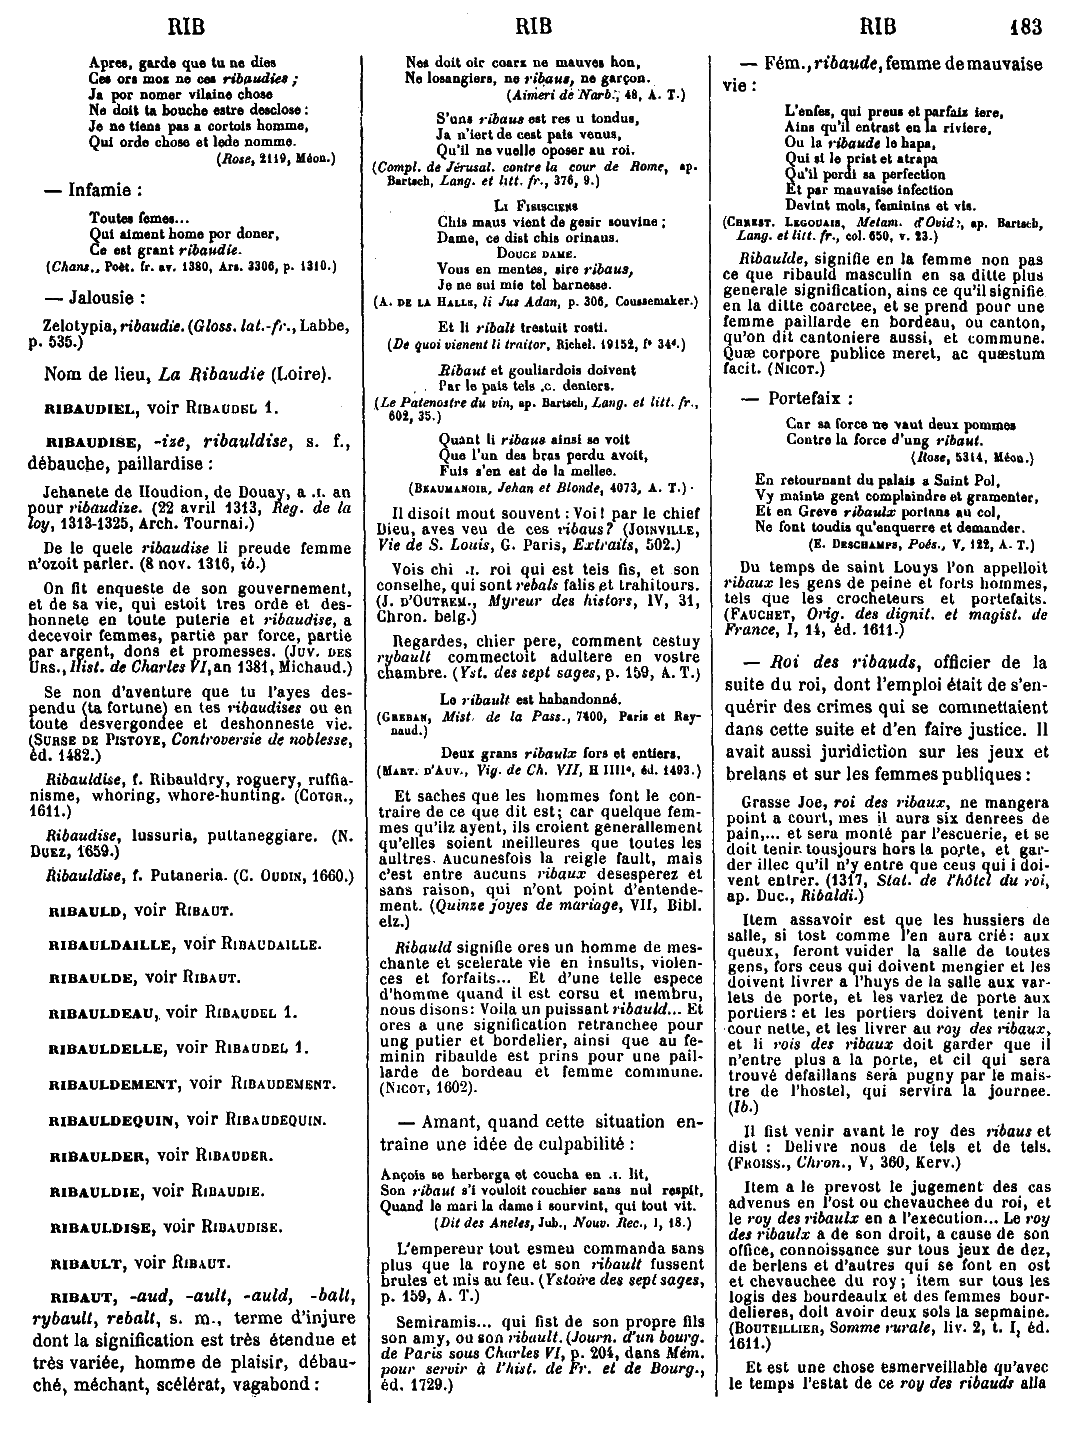 RIB
RIB
RIB 183
Apres, garde que tu ne dies
Ces ors mos ne ces ribaudies ;
Ja por nomer vilaine chose
Ne doit ta bouche estre desclose :
Je ne tiens pas a cortois homme,
Qui orde chose et lede nomme.
(Rose, 2119, Méon.)
— Infamie :
Toutes femes...
Qui aiment home por doner,
Ce est grant ribaudie.
(Chans., Poèt. fr. av. 1380, Ars. 3306, p. 1310.)
— Jalousie :
Zelotypia, ribaudie. (Gloss. lat.-fr., Labbe,
p. 535.)
Nom de lieu, La Ribaudie (Loire).
RIBAUDIEL, voir RIBAUDEL 1.
RIBAUDISE, -ize, ribauldise, s. f.,
débauche, paillardise :
Jehanete de Houdion, de Douay, a .I. an
pour ribaudize. (22 avril 1313, Reg. de la
loy, 1313-1325, Arch. Tournai.)
De le quele ribaudise li preude femme
n'ozoit parler. (8 nov. 1316, ib.)
On fit enqueste de son gouvernement,
et de sa vie, qui estoit tres orde et des-
honnete en toute puterie et ribaudise, a
decevoir femmes, partie par force, partie
par argent, dons et promesses. (JUV. DES
URS., Hist. de Charles VI, an 1381, Michaud.)
Se non d'aventure que tu l'ayes des-
pendu (ta fortune) en tes ribaudises ou en
toute desvergondee et deshonneste vie.
(SURSE DE PISTOYE, Controversie de noblesse,
éd. 1482.)
Ribauldise, f. Ribauldry, roguery, ruffia-
nisme, whoring, whore-hunting. (COTGR.,
1611.)
Ribaudise, lussuria, puttaneggiare. (N.
DUEZ, 1659.)
Ribauldise, f. Putaneria. (C. OUDIN, 1660.)
RIBAULD, voir RIBAUT.
RIBAULDAILLE, voir RIBAUDAILLE.
RIBAULDE, voir RIBAUT.
RIBAULDEAU, voir RIBAUDEL 1.
RIBAULDELLE, voir RIBAUDEL 1.
RIBAULDEMENT, voir RIBAUDEMENT.
RIBAULDEQUIN, voir RIBAUDEQUIN.
RIBAULDER, voir RIBAUDER.
RIBAULDIE, voir RIBAUDIE.
RIBAULDISE, voir RIBAUDISE.
RIBAULT, voir RIBAUT.
RIBAUT, -aud, -ault, -auld, -balt,
rybault, rebalt, s. m., terme d'injure
dont la signification est très étendue et
très variée, homme de plaisir, débau-
ché, méchant, scélérat, vagabond :
Nes doit oir coarz ne mauves hon,
Ne losangiers, ne ribaus, ne garçon.
(Aimeri de Narb., 48, A. T.)
S'uns ribaus est res u tondus,
Ja n'iert de cest pais venus,
Qu'il ne vuelle oposer au roi.
(Compl. de Jérusal. contre la cour de Rome, ap.
Bartsch, Lang. et litt. fr., 376, 9.)
LI FISISCIENS
Chis maus vient de gesir souvine ;
Dame, ce dist chis orinaus.
DOUCE DAME.
Vous en mentes, sire ribaus,
Je ne sui mie tel barnesse.
(A. DE LA HALLE, li Jus Adan, p. 306, Coussemaker.)
Et li ribalt trestuit rosti.
(De quoi vienent li traitor, Richel. 19152, f° 34d.)
Ribaut et gouliardois doivent
Par le pais tels .c. deniers.
(Le Patenostre du vin, ap. Bartsch, Lang. et litt. fr.,
602, 35.)
Quant li ribaus ainsi se voit
Que l'un des bras perdu avoit,
Fuis s'en est de la mellee.
(BEAUMANOIR, Jehan et Blonde, 4073, A. T.)
Il disoit mout souvent : Voi ! par le chief
Dieu, aves veu de ces ribaus ? (JOINVILLE,
Vie de S. Louis, G. Paris, Extraits, 502.)
Vois chi .I. roi qui est teis fis, et son
conselhe, qui sont rebals falis et trahitours.
(J. D'OUTREM., Myreur des histors, IV, 31,
Chron. belg.)
Regardes, chier pere, comment cestuy
rybault commectoit adultere en vostre
chambre. (Yst. des sept sages, p. 159, A. T.)
Le ribault est habandonné.
(GREBAN, Mist. de la Pass., 7400, Paris et Ray-
naud.)
Deux grans ribaulx fors et entiers.
(MART. D'AUV., Vig. de Ch. VII, H IIIIa, éd. 1493.)
Et saches que les hommes font le con-
traire de ce que dit est; car quelque fem-
mes qu'ilz ayent, ils croient generallement
qu'elles soient meilleures que toutes les
aultres. Aucunesfois la reigle fault, mais
c'est entre aucuns ribaux desesperez et
sans raison, qui n'ont point d'entende-
ment. (Quinze joyes de mariage, VII, Bibl.
elz.)
Ribauld signifie ores un homme de mes-
chante et scelerate vie en insults, violen-
ces et forfaits... Et d'une telle espece
d'homme quand il est corsu et membru,
nous disons: Voila un puissant ribauld... Et
ores a une signification retranchee pour
ung putier et bordelier, ainsi que au fe-
minin ribaulde est prins pour une pail-
larde de bordeau et femme commune.
(NICOT, 1602).
— Amant, quand cette situation en-
traine une idée de culpabilité :
Ançois se herberga et coucha en .I. lit,
Son ribaut s'i vouloit couchier sans nul respit,
Quand le mari la dame i sourvint, qui tout vit.
(Dit des Aneles, Jub., Nouv. Rec., I, 18.)
L'empereur tout esmeu commanda sans
plus que la royne et son ribault fussent
brules et mis au feu. (Ystoire des sept sages,
p. 159, A. T.)
Semiramis... qui fist de son propre fils
son amy, ou son ribault. (Journ. d'un bourg.
de Paris sous Charles VI, p. 204, dans Mém.
pour servir à l'hist. de Fr. et de Bourg.,
éd. 1729.)
— Fém., ribaude, femme de mauvaise
vie :
L'enfes, qui preus et parfais iere,
Ains qu'il entrast en la riviere,
Ou la ribaude le hapa,
Qui si le prist et atrapa
Qu'il perdi sa perfection
Et par mauvaise infection
Devint mols, feminins et vis.
(CHREST. LEGOUAIS, Metam. d'Ovid., ap. Bartsch,
Lang. et litt. fr., col. 650, v. 23.)
Ribaulde, signifie en la femme non pas
ce que ribauld masculin en sa ditte plus
generale signification, ains ce qu'il signifie
en la ditte coarctee, et se prend pour une
femme paillarde en bordeau, ou canton,
qu'on dit cantoniere aussi, et commune.
Quæ corpore publice meret, ac quæstum
facit. (NICOT.)
— Portefaix :
Car sa force ne vaut deux pommes
Contre la force d'ung ribaut.
(Rose, 5314, Méon.)
En retournant du palais a Saint Pol,
Vy mainte gent complaindre et gramenter,
Et en Greve ribaulx portans au col,
Ne font toudis qu'enquerre et demander.
(E. DESCHAMPS, Poés., V, 122, A. T.)
Du temps de saint Louys l'on appelloit
ribaux les gens de peine et forts hommes,
tels que les crocheteurs et portefaits.
(FAUCHET, Orig. des dignit. et magist. de
France, I, 14, éd. 1611.)
— Roi des ribauds, officier de la
suite du roi, dont l'emploi était de s'en-
quérir des crimes qui se commettaient
dans cette suite et d'en faire justice. Il
avait aussi juridiction sur les jeux et
brelans et sur les femmes publiques :
Grasse Joe, roi des ribaux, ne mangera
point a court, mes il aura six denrees de
pain,... et sera monté par l'escuerie, et se
doit tenir tousjours hors la porte, et gar-
der illec qu'il n'y entre que ceus qui i doi-
vent entrer. (1317, Stat. de l'hôtel du roi,
ap. Duc., Ribaldi.)
Item assavoir est que les hussiers de
salle, si tost comme l'en aura crié: aux
queux, feront vuider la salle de toutes
gens, fors ceus qui doivent mengier et les
doivent livrer a l'huys de la salle aux var-
lets de porte, et les varlez de porte aux
portiers : et les portiers doivent tenir la
cour nette, et les livrer au roy des ribaux,
et li rois des ribaux doit garder que il
n'entre plus a la porte, et cil qui sera
trouvé defaillans sera pugny par le mais-
tre de l'hostel, qui servira la journee.
(Ib.)
Il fist venir avant le roy des ribaus et
dist : Delivre nous de tels et de tels.
(FROISS., Chron., V, 360, Kerv.)
Item a le prevost le jugement des cas
advenus en l'ost ou chevauchee du roi, et
le roy des ribaulx en a l'execution... Le roy
des ribaulx a de son droit, a cause de son
office, connoissance sur tous jeux de dez,
de berlens et d'autres qui se font en ost
et chevauchee du roy ; item sur tous les
logis des bourdeaulx et des femmes bour-
delieres, doit avoir deux sols la sepmaine.
(BOUTEILLIER, Somme rurale, liv. 2, t. I, éd.
1611.)
Et est une chose esmerveillable qu'avec
le temps l'estat de ce roy des ribauds alla